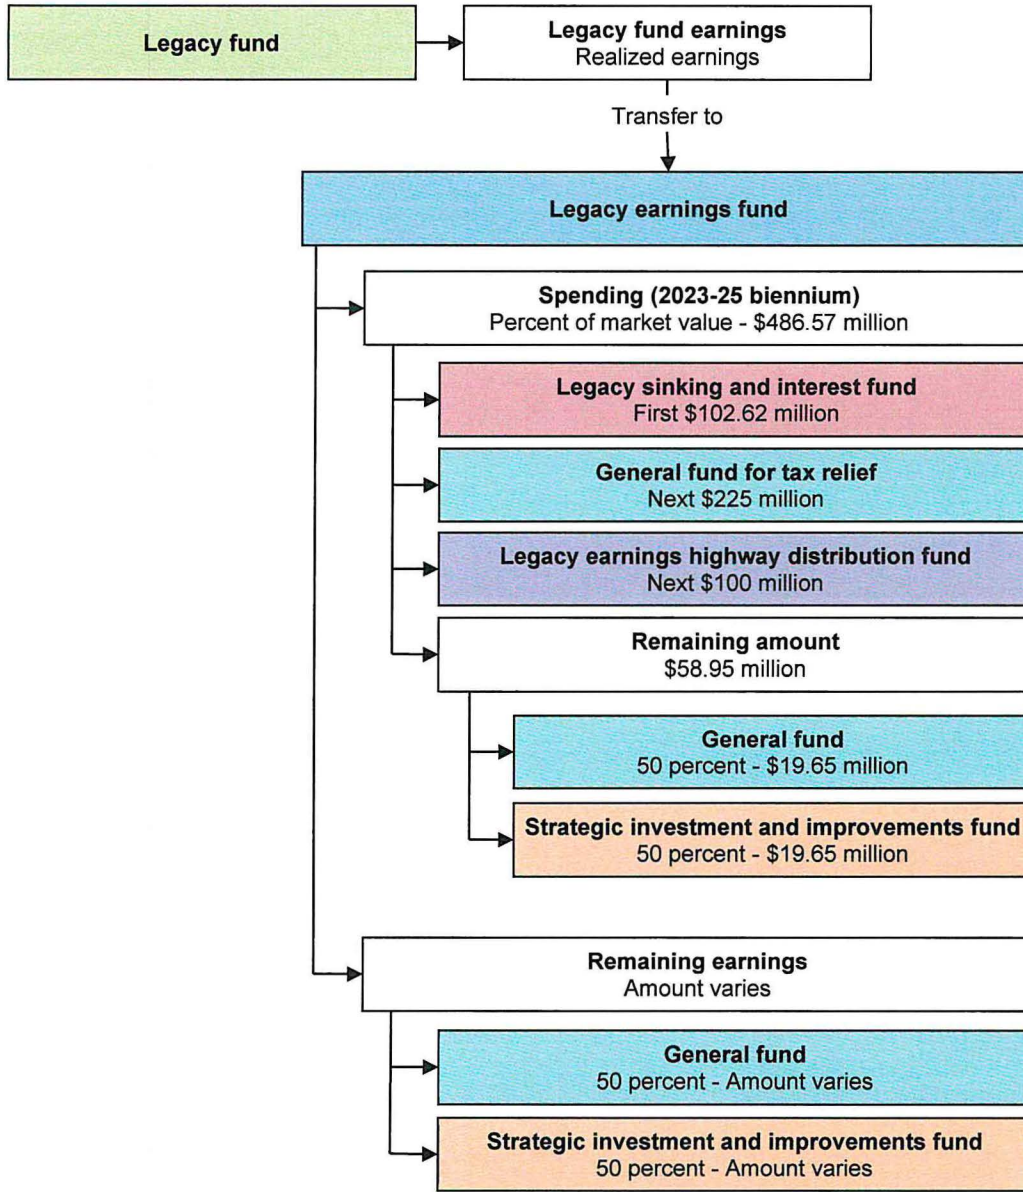 Legacy fund
Legacy fund earnings
Realized earnings
Transfer to
Legacy earnings fund
Spending (2023-25 biennium)
Percent of market value - $486.57 million
Legacy sinking and interest fund
First $102.62 million
General fund for tax relief
Next $225 million
Legacy earnings highway distribution fund
Next $100 million
Remaining amount
$58.95 million
General fund
50 percent - $19.65 million
Strategic investment and improvements fund
50 percent - $19.65 million
Remaining earnings
Amount varies
General fund
50 percent - Amount varies
Strategic investment and improvements fund
50 percent - Amount varies